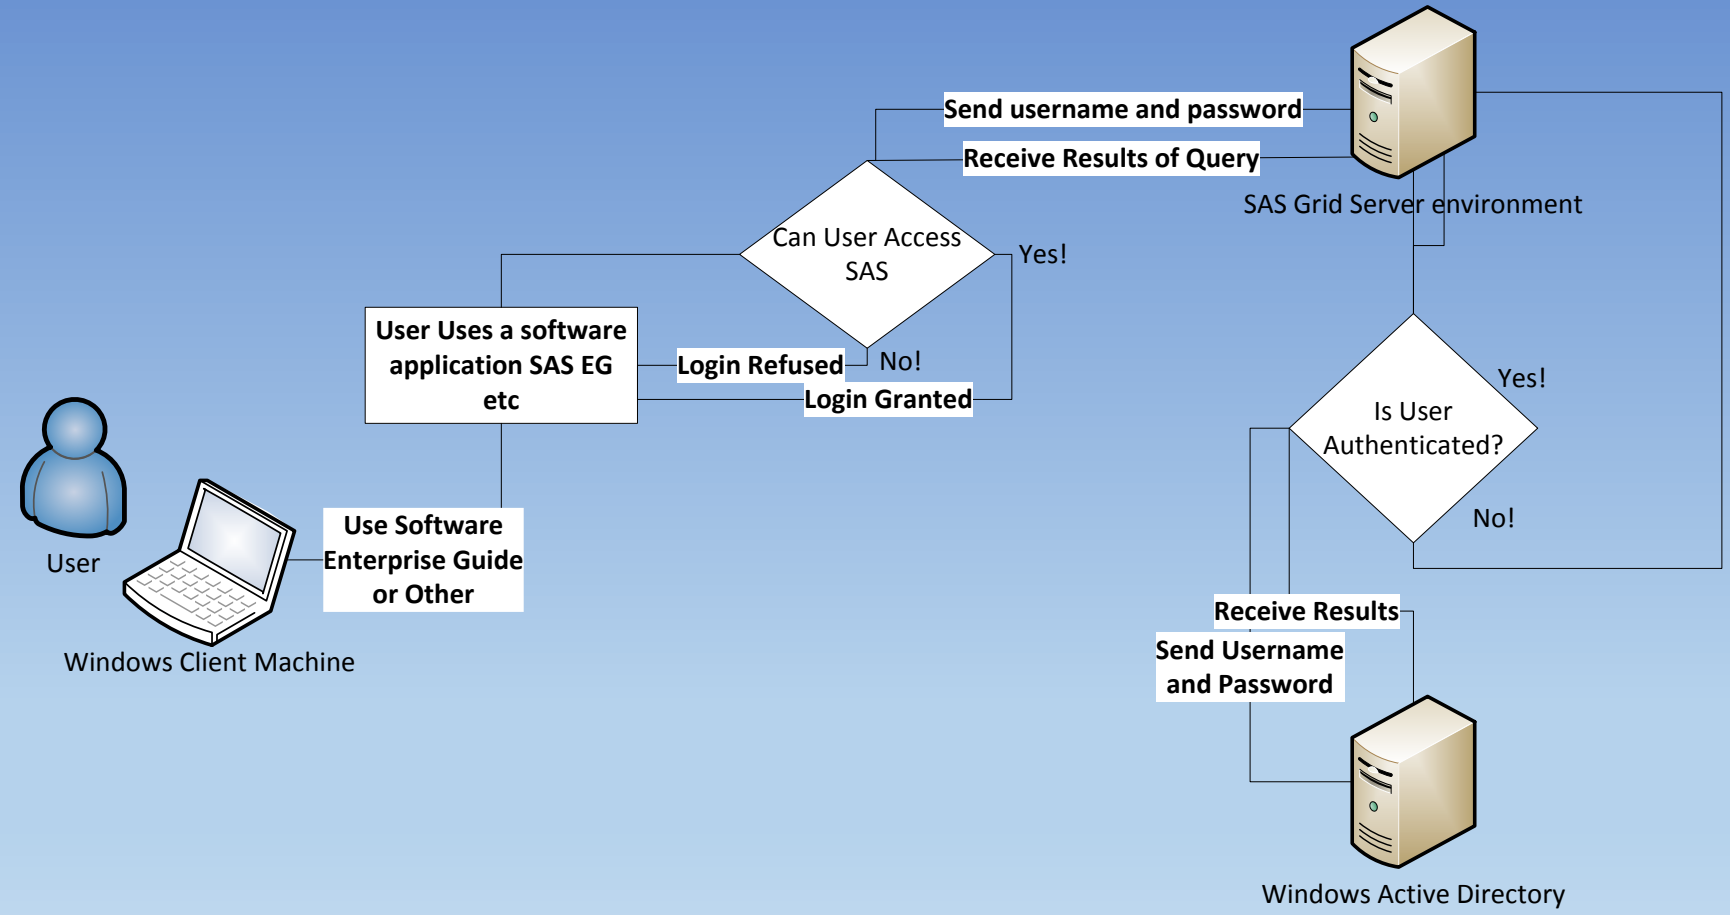 Send username and password
Receive Results of Query
SAS Grid Server environment
Can User Access
SAS
Yes!
User Uses a software
application SAS EG
etc
Login Refused
No!
Login Granted
Yes!
Is User
Authenticated?
No!
User
Use Software
Enterprise Guide
or Other
Windows Client Machine
Receive Results
Send Username
and Password
Windows Active Directory